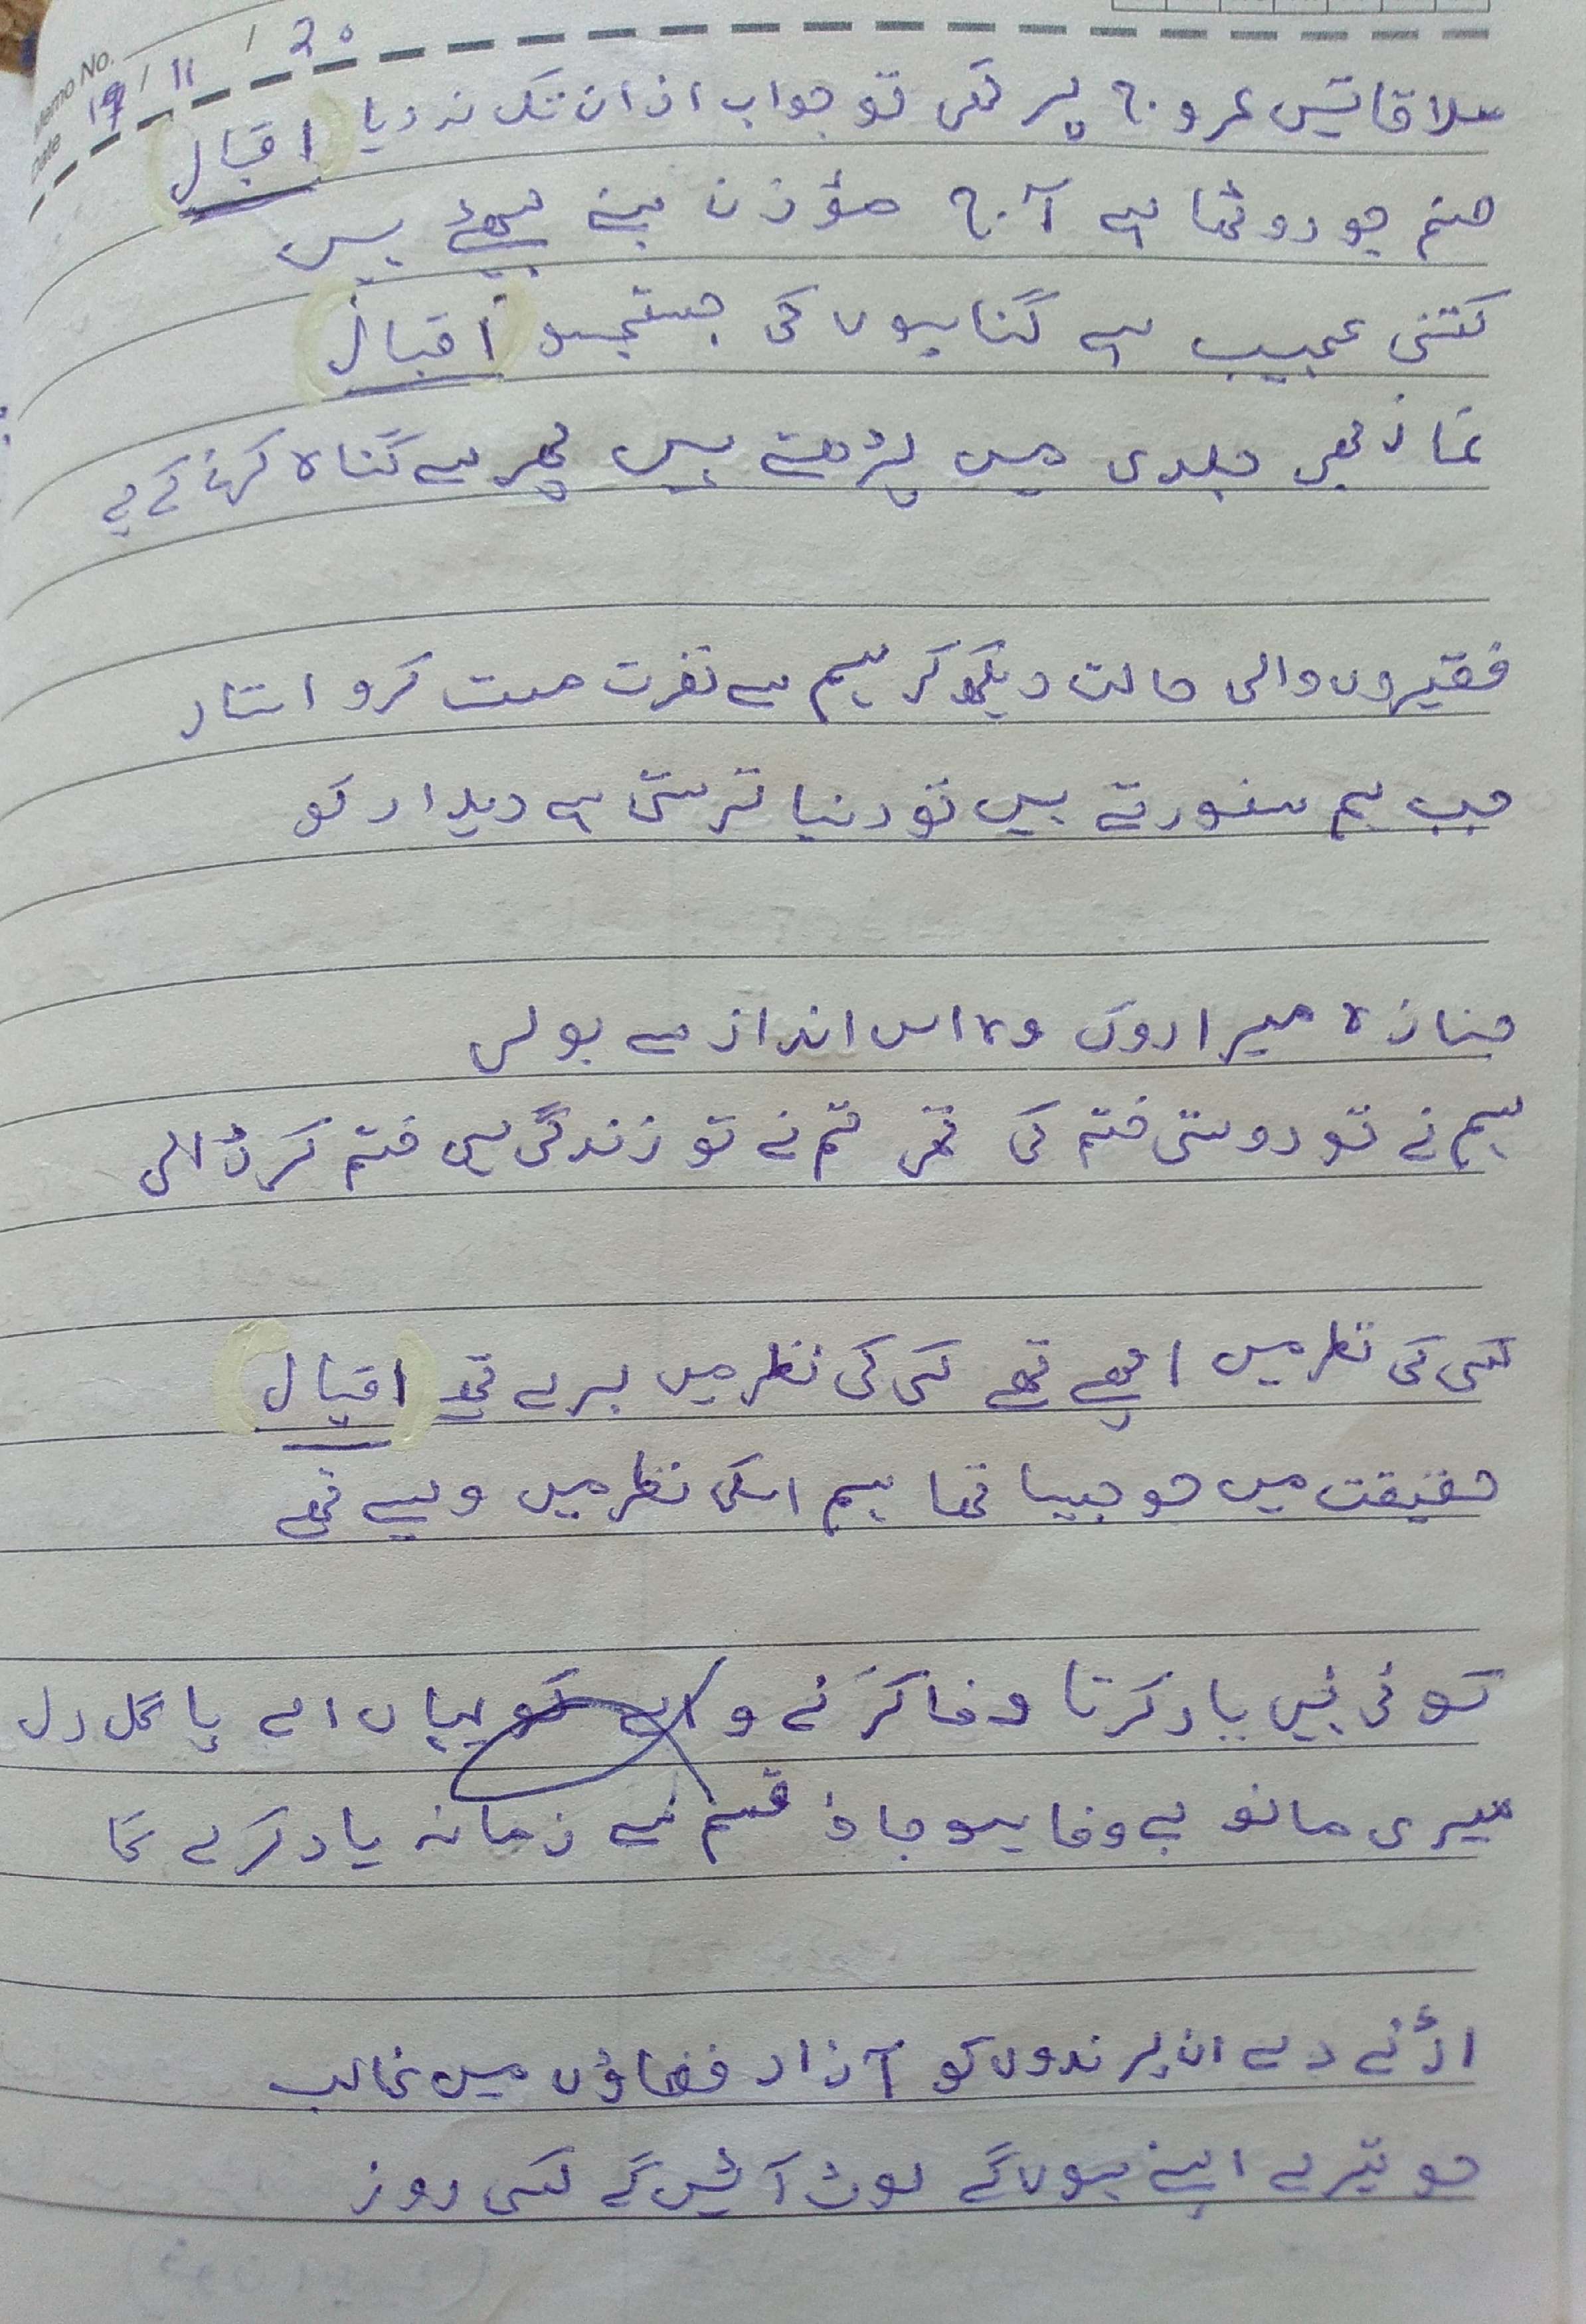 Memo No.
Date 19 / 11 / 20
ملاقاتیں عروج پر تھی تو جواب اذان تک نہ دیا اقبال
صنم جو روٹھا ہے آج مؤذن بنے بیٹھے ہیں
کتنی عجیب ہے گناہوں کی جستجو اقبال
نماز بھی جلدی میں پڑھتے ہیں پھر سے گناہ کرنے کے لیے
فقیروں والی حالت دیکھ کر ہم سے نفرت مت کرو استاد
جب ہم سنورتے ہیں تو دنیا ترستی ہے دیدار کو
جنازہ میرا روک وہ اس انداز سے بولی
ہم نے تو دوستی ختم کی تھی تم نے تو زندگی ہی ختم کر ڈالی
کسی کی نظر میں اچھے تھے کسی کی نظر میں برے تھے اقبال
حقیقت میں جو جیسا تھا ہم اسکی نظر میں ویسے تھے
کوئی نہیں یاد کرتا وفا کرنے والے کو یہاں اے پاگل دل
میری مانو بے وفا ہو جاؤ قسم سے زمانہ یاد کرے گا
اڑنے دے ان پرندوں کو آزاد فضاؤں میں غالب
جو تیرے اپنے ہوں گے لوٹ آئیں گے کسی روز